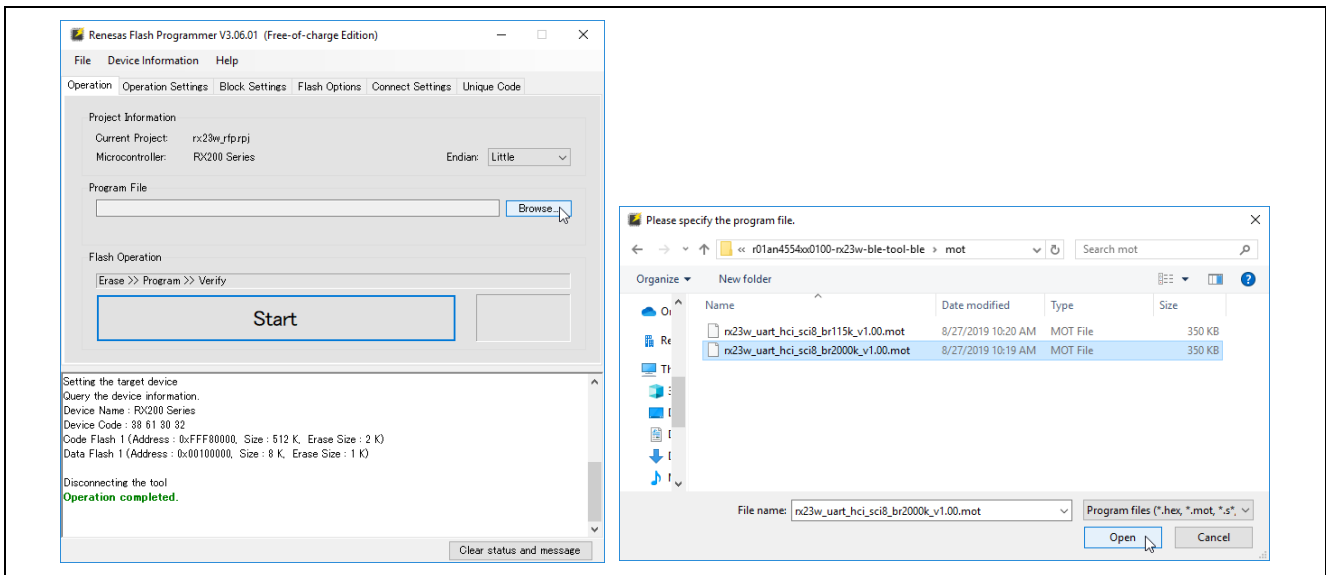 Renesas Flash Programmer V3.06.01 (Free-of-charge Edition)
File Device Information Help
Operation Operation Settings Block Settings Flash Options Connect Settings Unique Code
Project Information
Current Project: rx23w_rfp.rpj
Microcontroller: RX200 Series Endian: Little
Program File
Browse...
Flash Operation
Erase >> Program >> Verify
Start
Setting the target device
Query the device information.
Device Name : RX200 Series
Device Code : 38 61 30 32
Code Flash 1 (Address : 0xFFF80000, Size : 512 K, Erase Size : 2 K)
Data Flash 1 (Address : 0x00100000, Size : 8 K, Erase Size : 1 K)
Disconnecting the tool
Operation completed.
Clear status and message
Please specify the program file.
« r01an4554xx0100-rx23w-ble-tool-ble > mot Search mot
Organize New folder
Name Date modified Type Size
rx23w_uart_hci_sci8_br115k_v1.00.mot 8/27/2019 10:20 AM MOT File 350 KB
rx23w_uart_hci_sci8_br2000k_v1.00.mot 8/27/2019 10:19 AM MOT File 350 KB
Re
File name: rx23w_uart_hci_sci8_br2000k_v1.00.mot Program files (*.hex, *.mot, *.s*,
Open Cancel